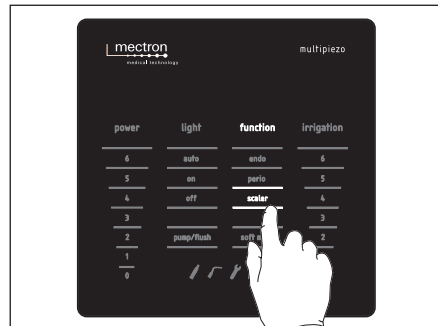 mectron
medical technology
multipiezo
power light function irrigation
6 auto endo 6
5 on perio 5
4 off scaler 4
3 3
2 pump/flush soft 2
1
0